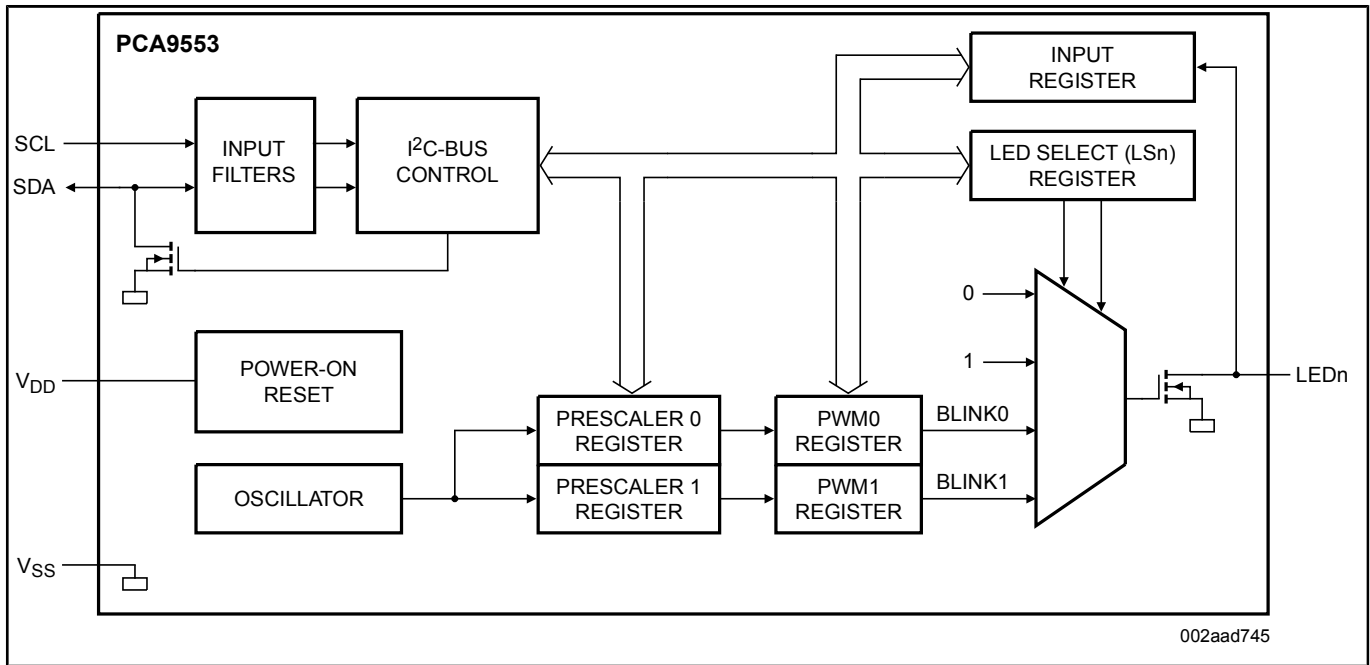 PCA9553
SCL
SDA
INPUT
FILTERS
I²C-BUS
CONTROL
INPUT
REGISTER
LED SELECT (LSn)
REGISTER
0
1
VDD
POWER-ON
RESET
OSCILLATOR
PRESCALER 0
REGISTER
PRESCALER 1
REGISTER
PWM0
REGISTER
PWM1
REGISTER
BLINK0
BLINK1
LEDn
VSS
002aad745